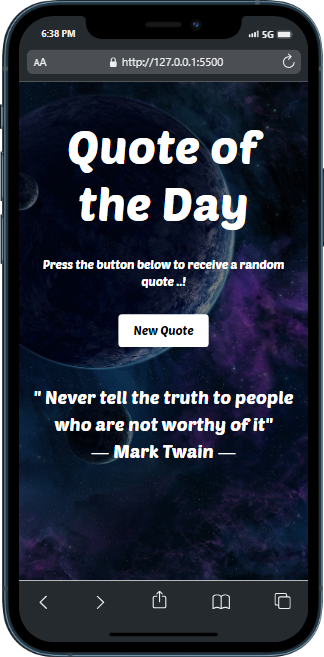 6:38 PM
5G
AA
http://127.0.0.1:5500
Quote of
the Day
Press the button below to receive a random
quote ..!
New Quote
" Never tell the truth to people
who are not worthy of it"
— Mark Twain —